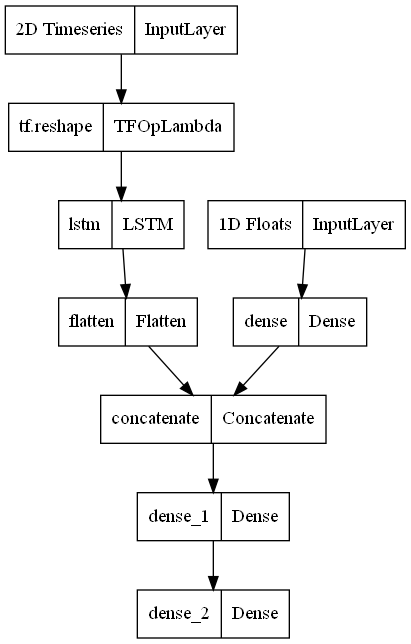 2D Timeseries InputLayer
tf.reshape TFOpLambda
lstm LSTM
1D Floats InputLayer
flatten Flatten
dense Dense
concatenate Concatenate
dense_1 Dense
dense_2 Dense